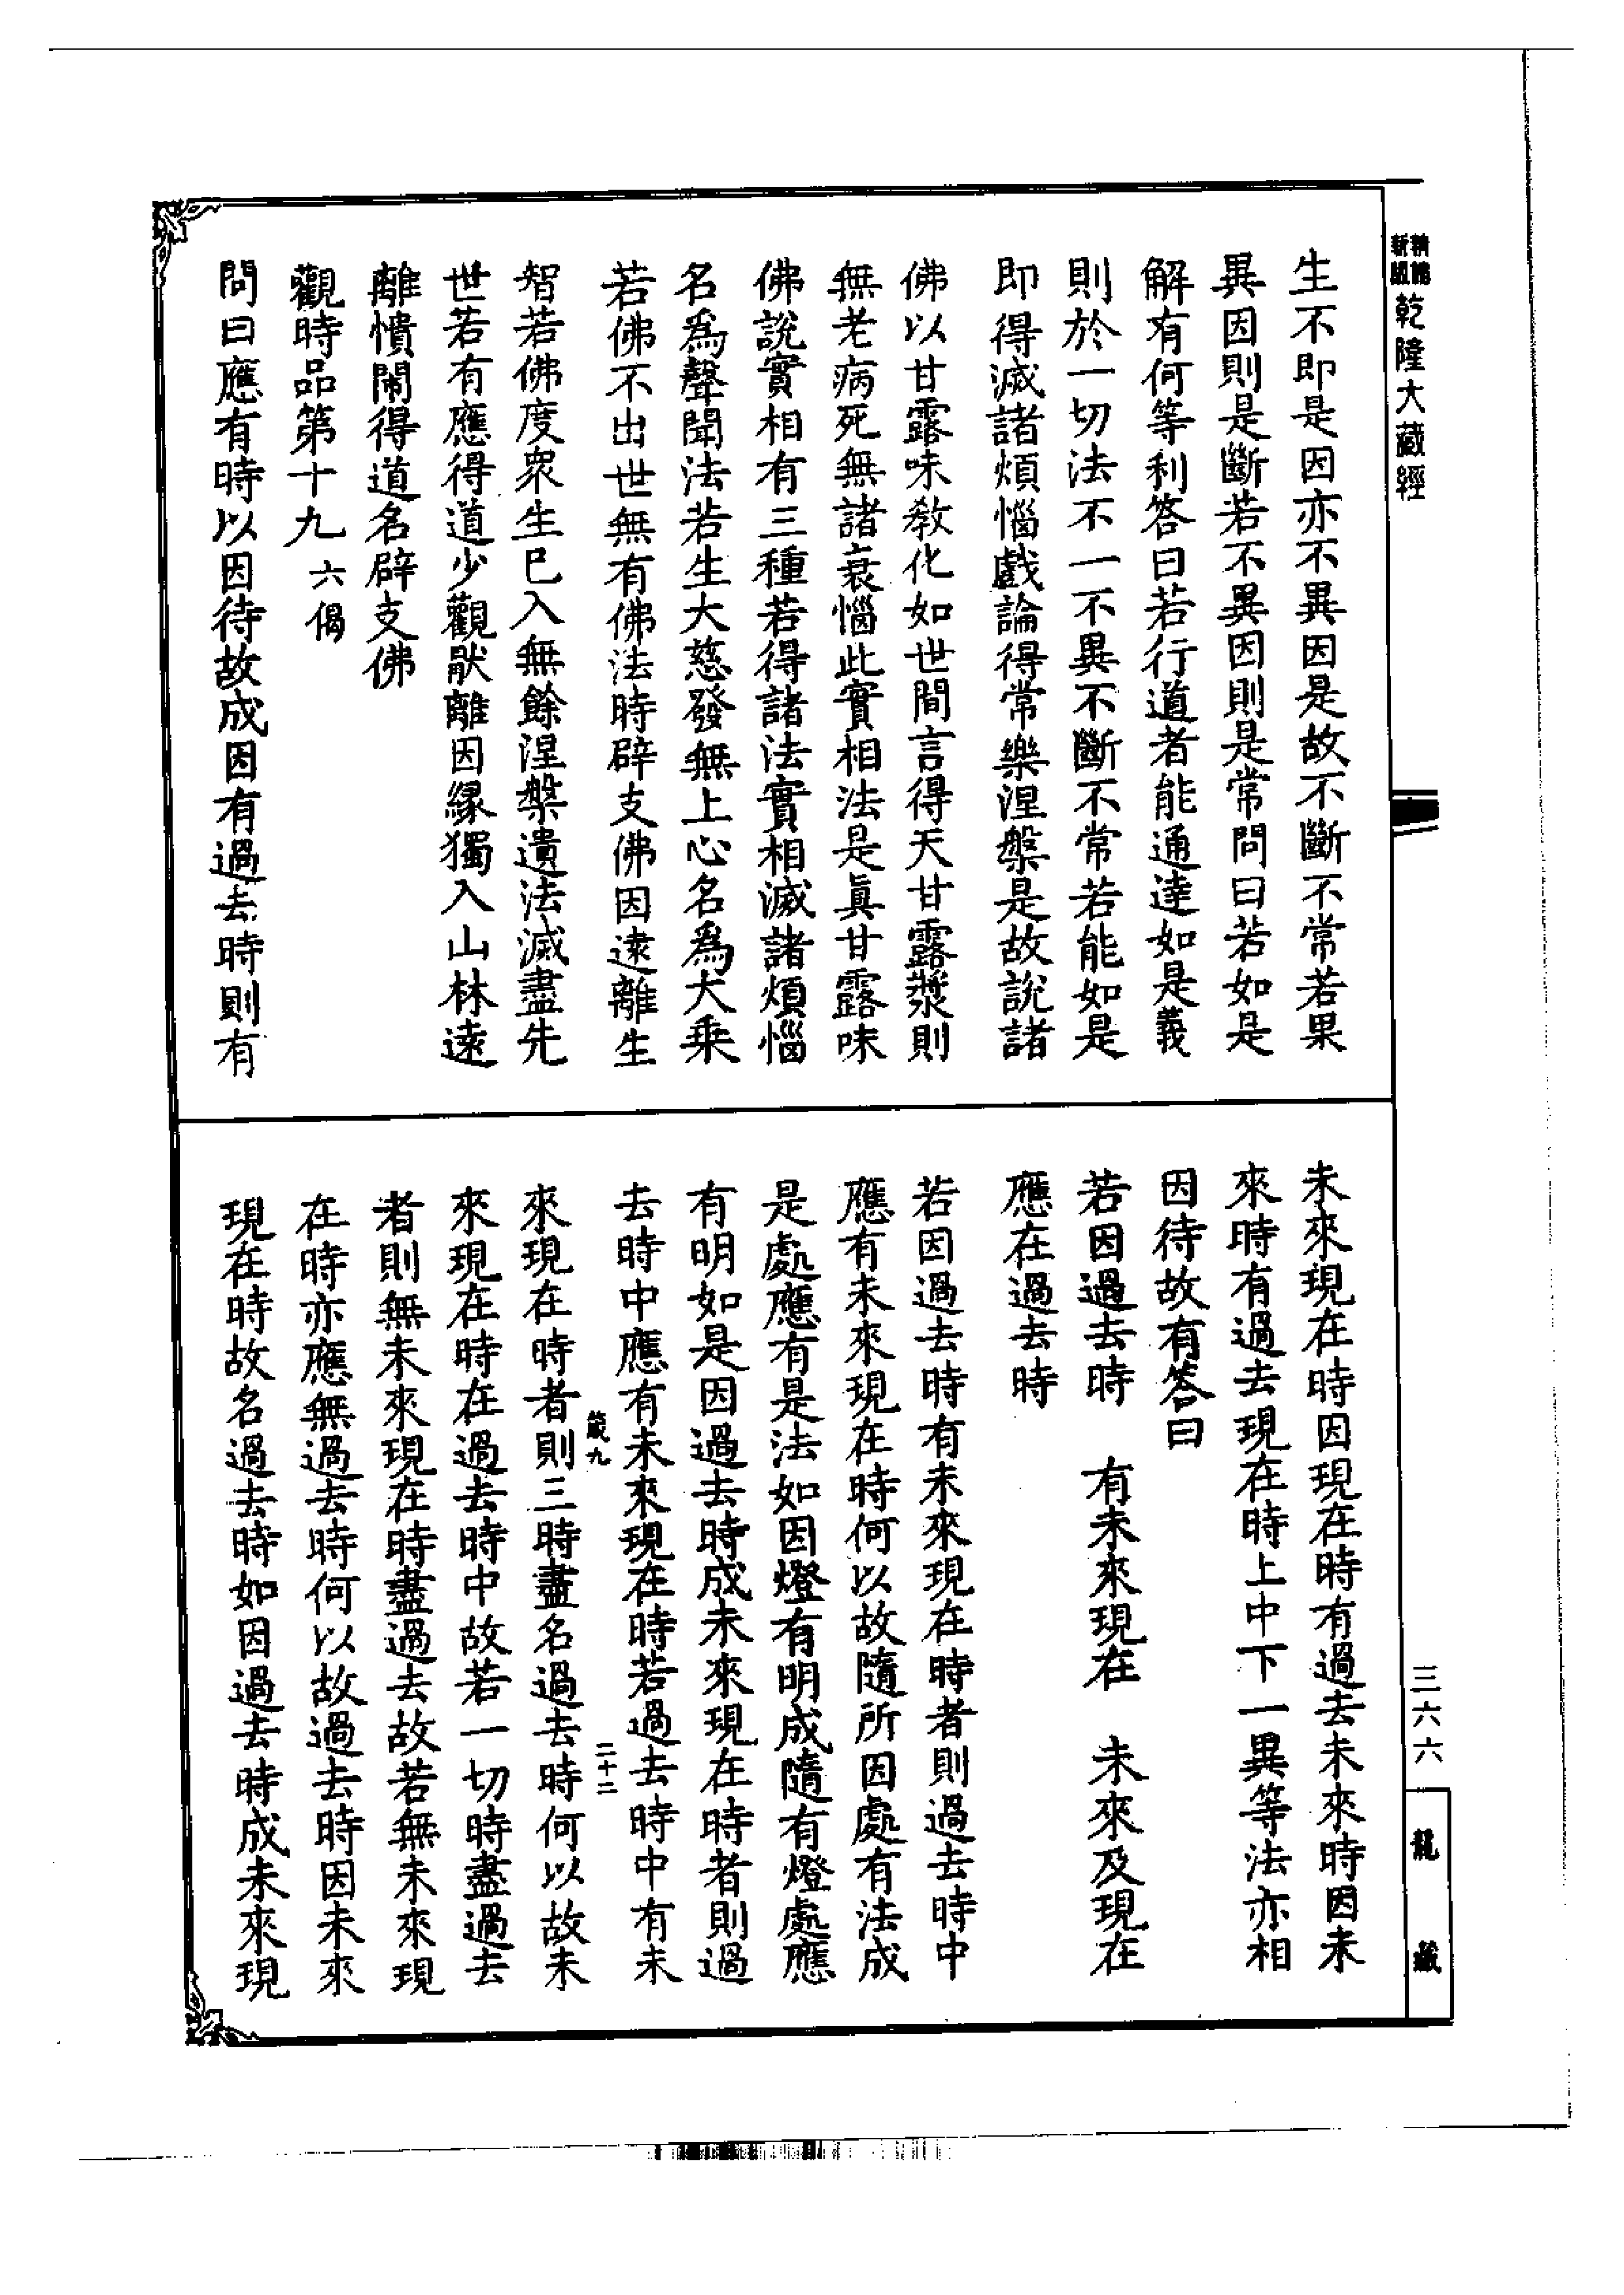 新編縮體 乾隆大藏經
生不即是因亦不異因是故不斷不常若果
異因則是斷若不異因則是常問曰若如是
解有何等利答曰若行道者能通達如是義
則於一切法不一不異不斷不常若能如是
即得滅諸煩惱戲論得常樂涅槃是故說諸
佛以甘露味教化如世間言得天甘露漿則
無老病死無諸衰惱此實相法是眞甘露味
佛說實相有三種若得諸法實相滅諸煩惱
名爲聲聞法若生大慈發無上心名爲大乗
若佛不出世無有佛法時辟支佛因遠離生
智若佛度衆生已入無餘涅槃遺法滅盡先
世若有應得道少觀猒離因緣獨入山林遠
離憒閙得道名辟支佛
觀時品第十九 六偈
問曰應有時以因待故成因有過去時則有
未來現在時因現在時有過去未來時因未
來時有過去現在時上中下一異等法亦相
因待故有答曰
若因過去時 有未來現在 未來及現在
應在過去時
若因過去時有未來現在時者則過去時中
應有未來現在時何以故隨所因處有法成
是處應有是法如因燈有明成隨有燈處應
有明如是因過去時成未來現在時者則過
去時中應有未來現在時若過去時中有未
藏九 二十二
來現在時者則三時盡名過去時何以故未
來現在時在過去時中故若一切時盡過去
者則無未來現在時盡過去故若無未來現
在時亦應無過去時何以故過去時因未來
現在時故名過去時如因過去時成未來現
三六六
龍藏